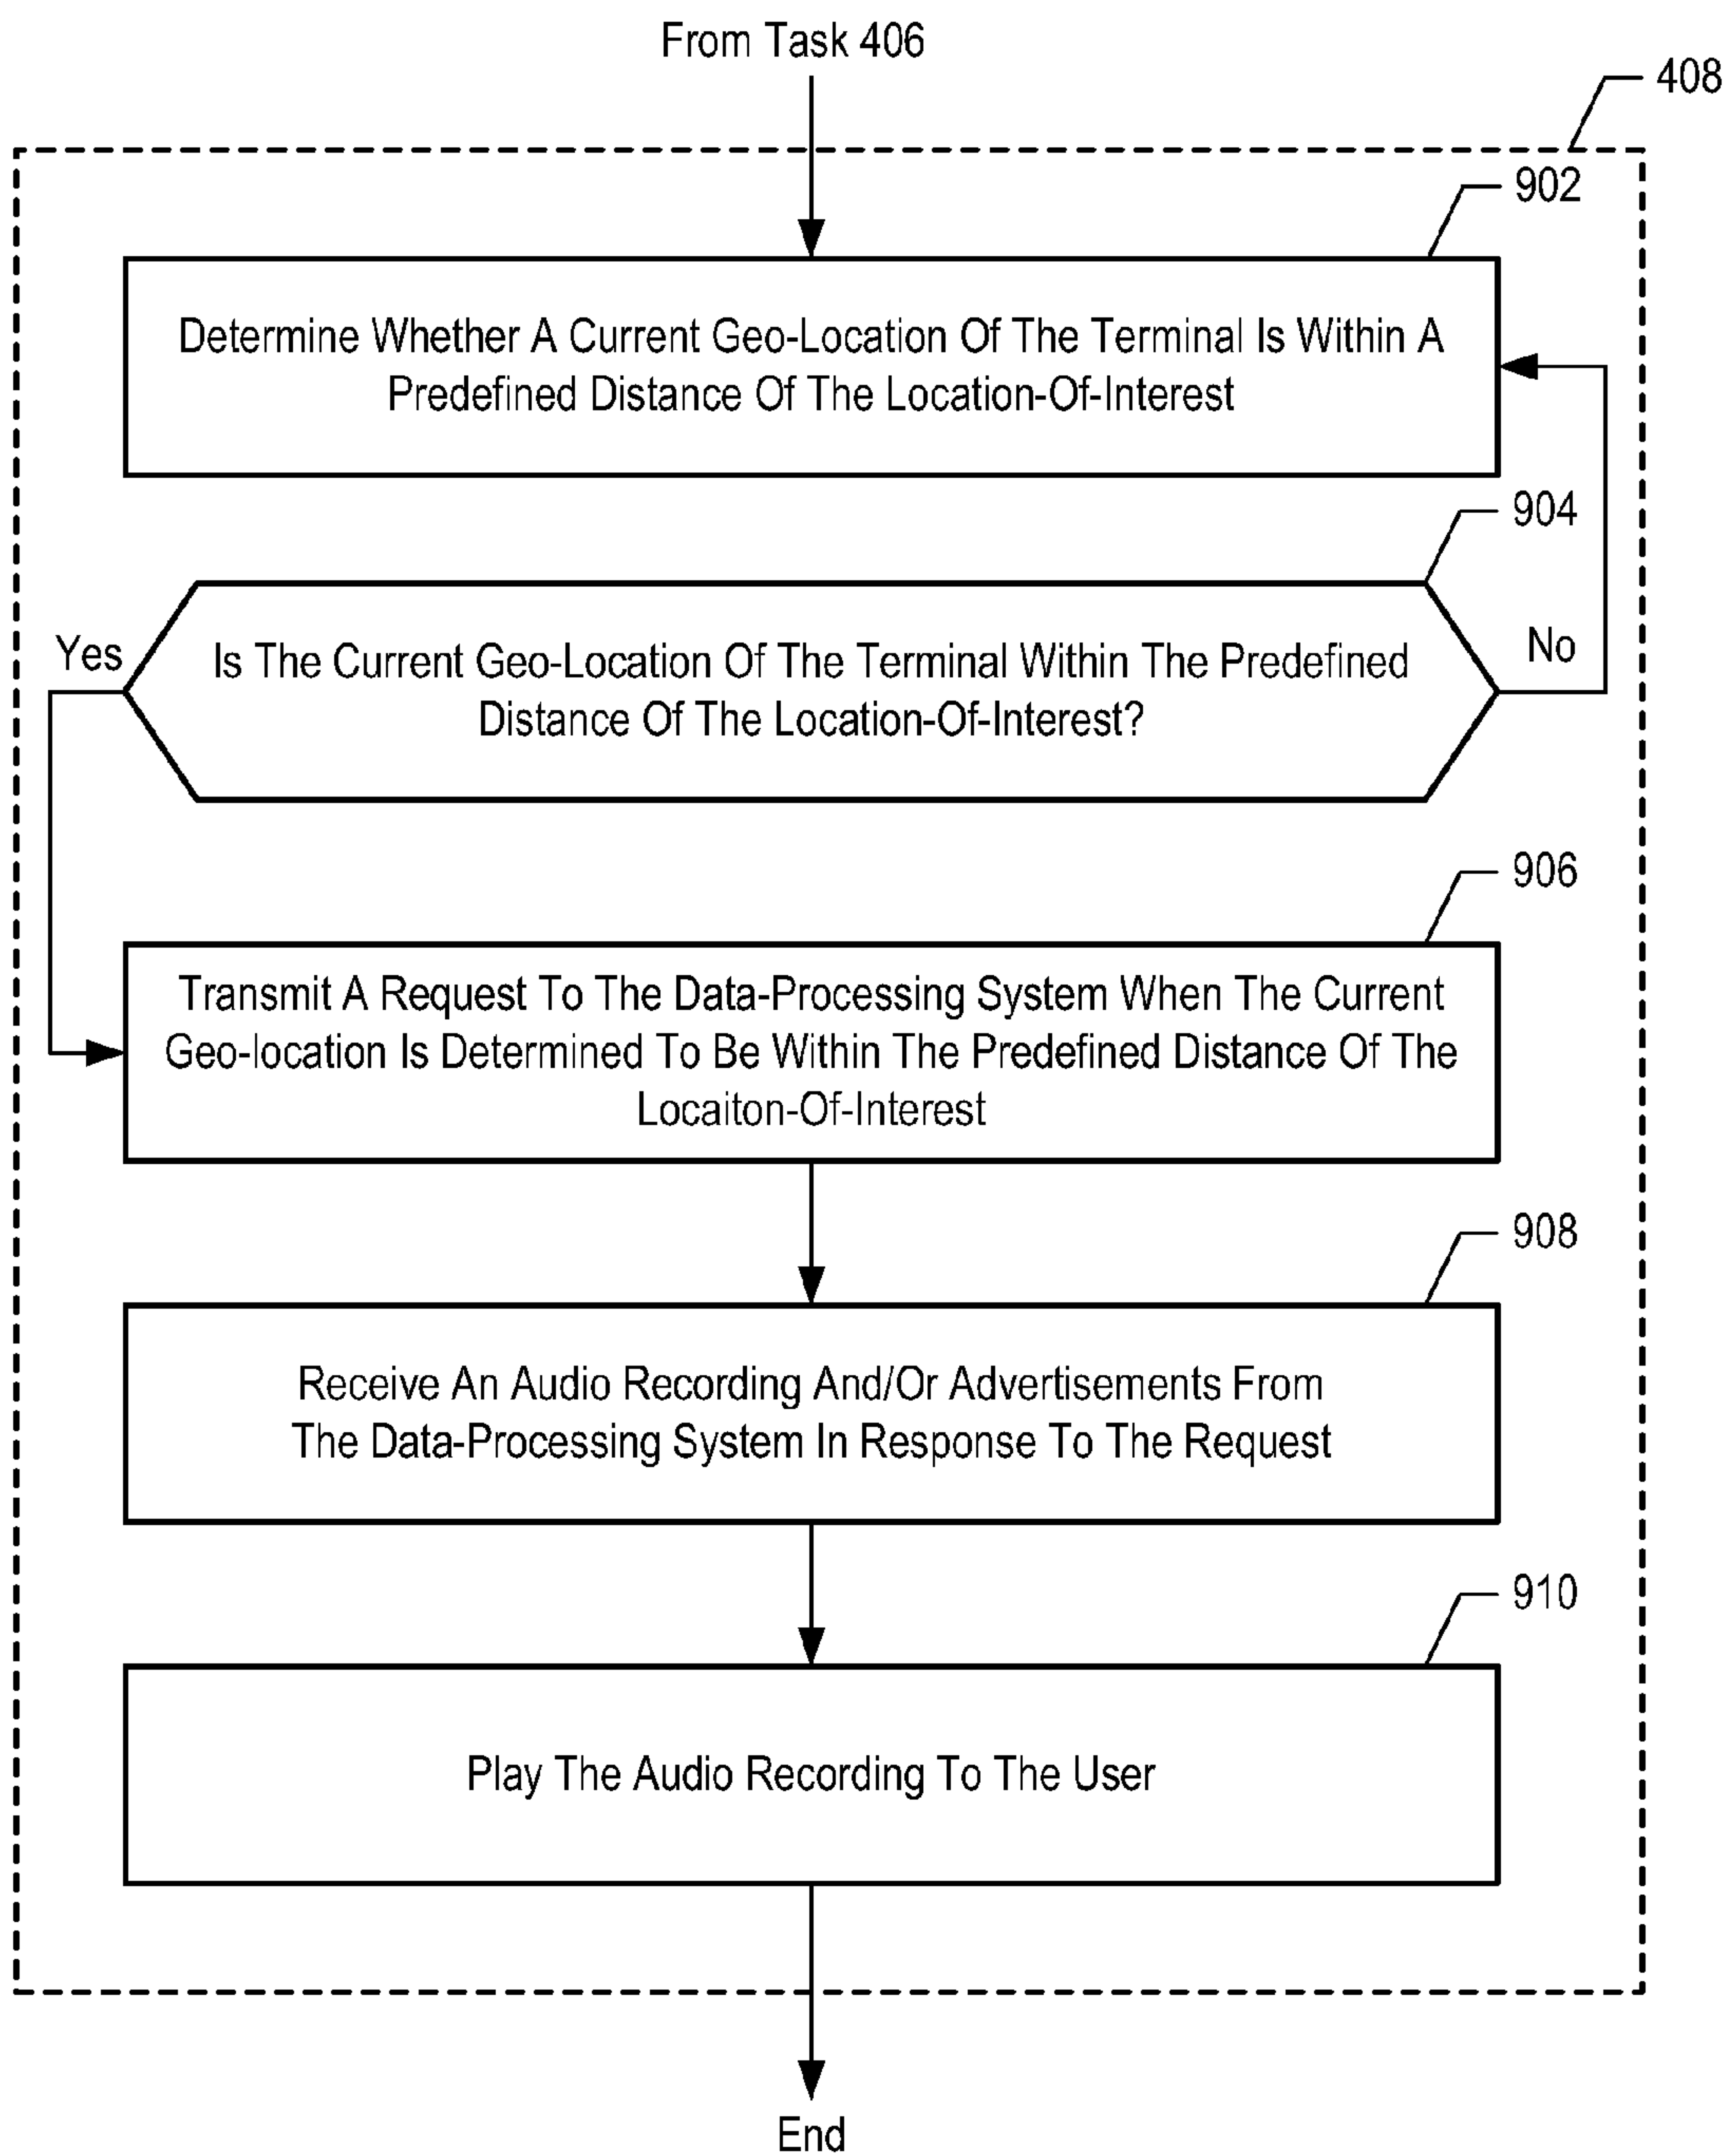 From Task 406
408
902
Determine Whether A Current Geo-Location Of The Terminal Is Within A
Predefined Distance Of The Location-Of-Interest
904
Yes
Is The Current Geo-Location Of The Terminal Within The Predefined
Distance Of The Location-Of-Interest?
No
906
Transmit A Request To The Data-Processing System When The Current
Geo-location Is Determined To Be Within The Predefined Distance Of The
Locaiton-Of-Interest
908
Receive An Audio Recording And/Or Advertisements From
The Data-Processing System In Response To The Request
910
Play The Audio Recording To The User
End